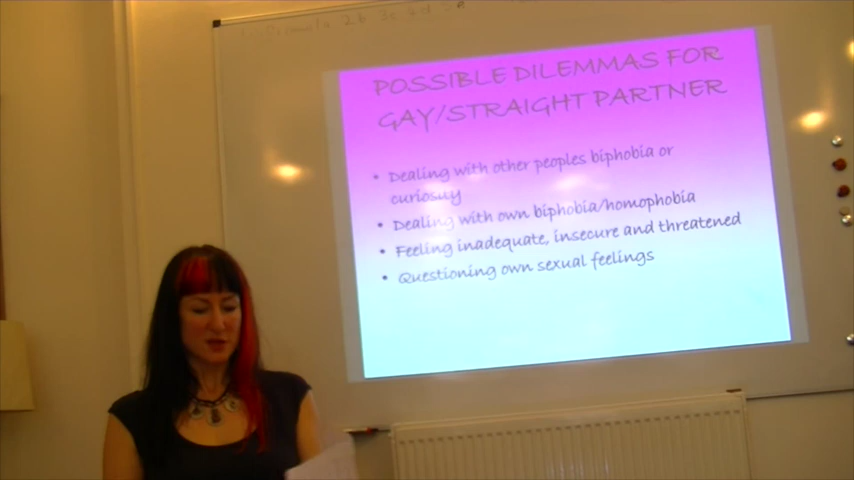 POSSIBLE DILEMMAS FOR
GAY/STRAIGHT PARTNER
• Dealing with other peoples biphobia or
curiosity
• Dealing with own biphobia/homophobia
• Feeling inadequate, insecure and threatened
• Questioning own sexual feelings